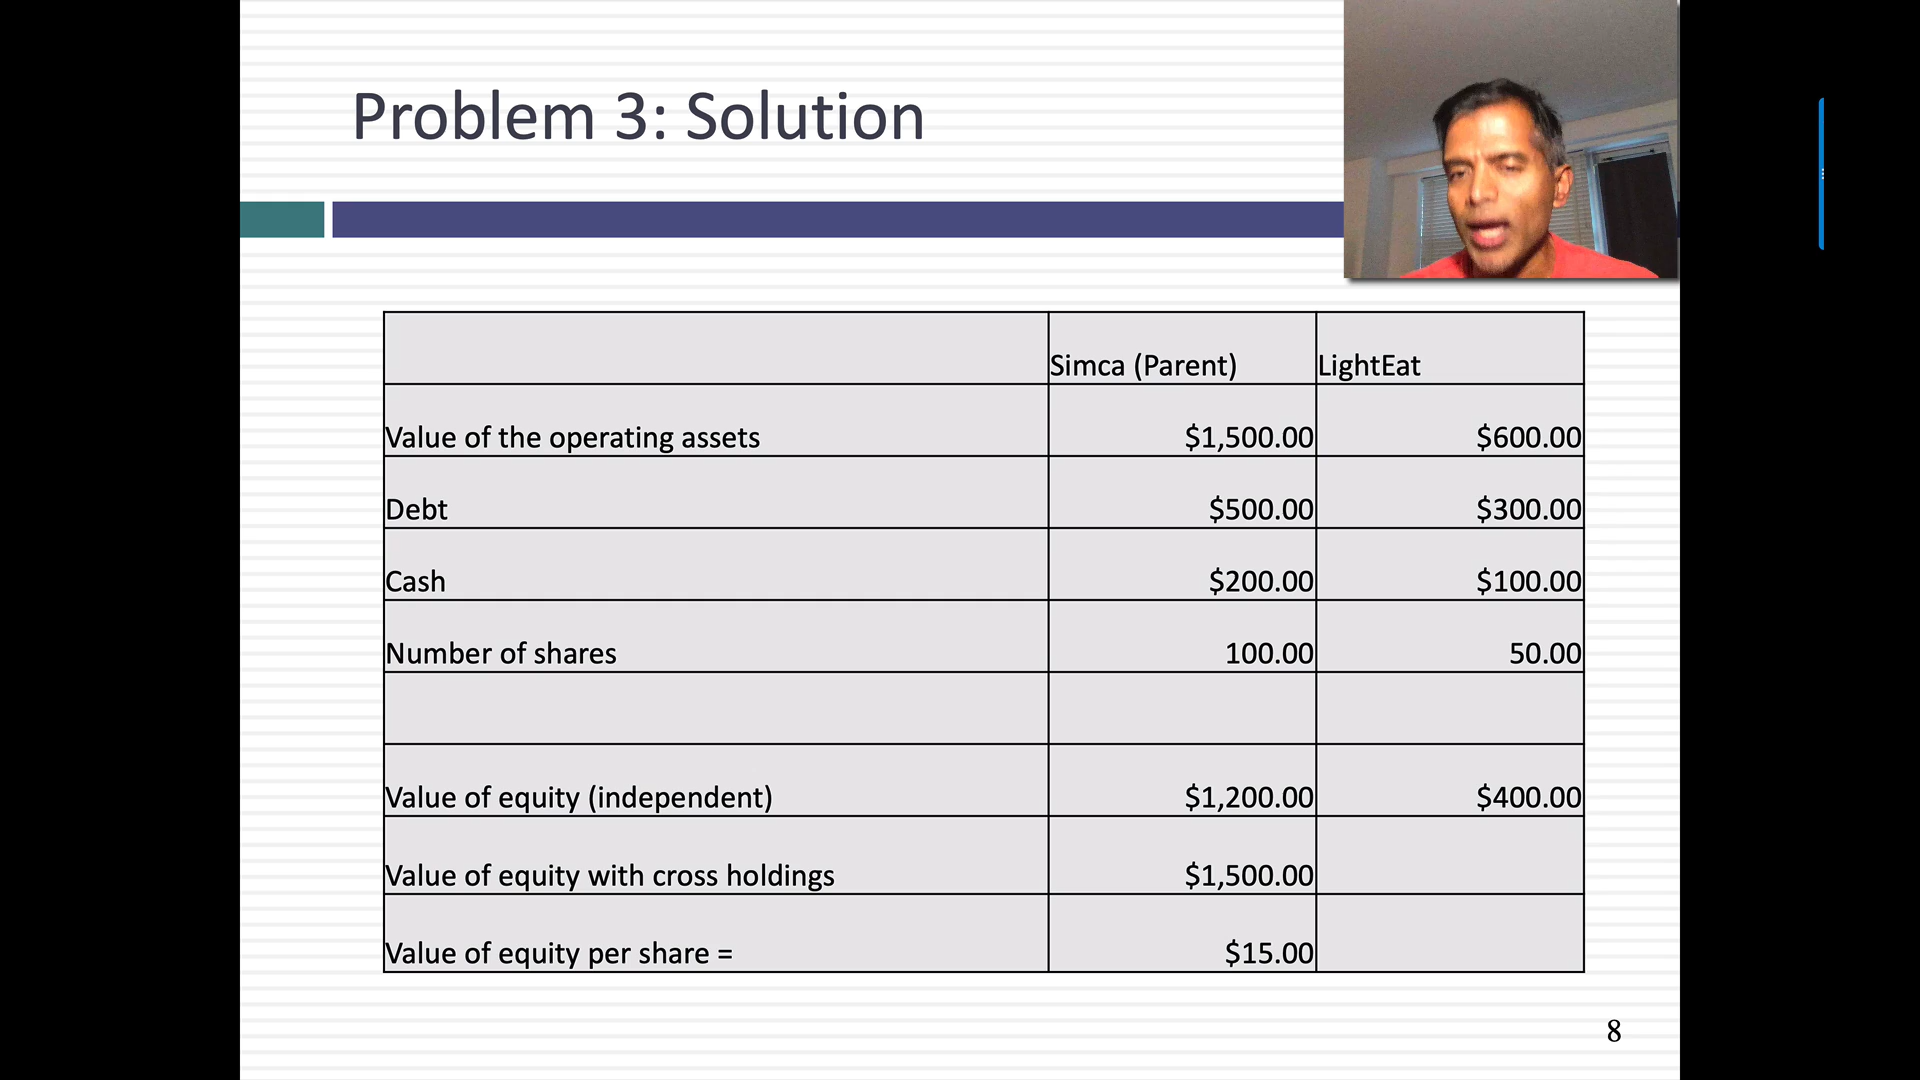 Problem 3: Solution
Simca (Parent) LightEat
Value of the operating assets $1,500.00 $600.00
Debt $500.00 $300.00
Cash $200.00 $100.00
Number of shares 100.00 50.00
Value of equity (independent) $1,200.00 $400.00
Value of equity with cross holdings $1,500.00
Value of equity per share = $15.00
8